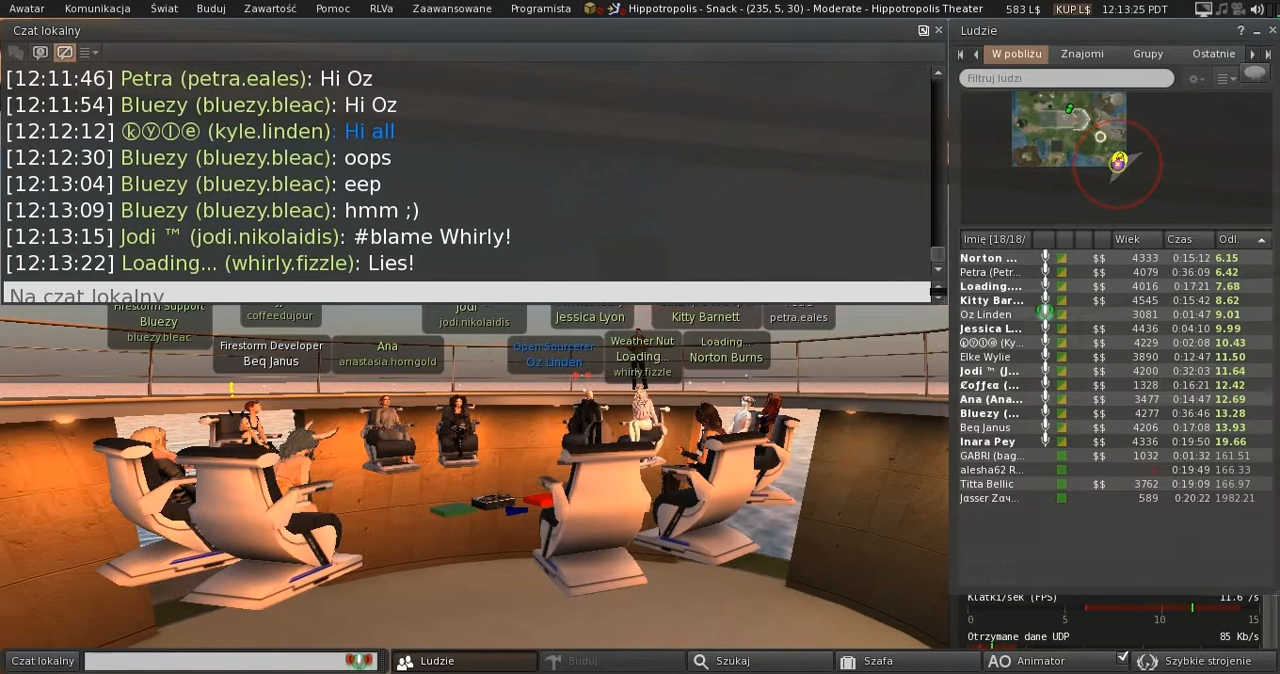 Awatar Komunikacja Świat Buduj Zawartość Pomoc RLVa Zaawansowane Programista Hippotropolis - Snack - (235, 5, 30) - Moderate - Hippotropolis Theater 583 L$ KUP L$ 12:13:25 PDT
Czat lokalny
[12:11:46] Petra (petra.eales): Hi Oz
[12:11:54] Bluezy (bluezy.bleac): Hi Oz
[12:12:12] ⓚⓨⓛⓔ (kyle.linden): Hi all
[12:12:30] Bluezy (bluezy.bleac): oops
[12:13:04] Bluezy (bluezy.bleac): eep
[12:13:09] Bluezy (bluezy.bleac): hmm ;)
[12:13:15] Jodi ™ (jodi.nikolaidis): #blame Whirly!
[12:13:22] Loading... (whirly.fizzle): Lies!
Na czat lokalny
Firestorm Support
Bluezy
bluezy.bleac
coffeedujour
Firestorm Developer
Beq Janus
Ana
anastasia.horngold
Jodi
jodi.nikolaidis
Open Sourcerer
Oz Linden
Jessica Lyon
Weather Nut
Loading...
whirly.fizzle
Kitty Barnett
Loading...
Norton Burns
petra.eales
Ludzie ?
W pobliżu Znajomi Grupy Ostatnie
Filtruj ludzi
Imię [18/18/ Wiek Czas Odl.
Norton ... $$ 4333 0:15:12 6.15
Petra (Petr... $$ 4079 0:36:09 6.42
Loading.... $$ 4016 0:17:21 7.68
Kitty Bar... $$ 4545 0:15:42 8.62
Oz Linden 3081 0:01:47 9.01
Jessica L... $$ 4436 0:04:10 9.99
ⓚⓨⓛⓔ (Ky... $$ 4229 0:02:08 10.43
Elke Wylie $$ 3890 0:12:47 11.50
Jodi ™ (J... $$ 4200 0:32:03 11.64
Ȼoƒƒєα (... $$ 1328 0:16:21 12.42
Ana (Ana... $$ 3477 0:14:47 12.69
Bluezy (... $$ 4277 0:36:46 13.28
Beq Janus $$ 4206 0:17:08 13.93
Inara Pey $$ 4336 0:19:50 19.66
GABRI (bag... $$ 1032 0:01:32 161.51
alesha62 R... 0:19:49 166.33
Titta Bellic $$ 3762 0:19:09 166.97
589 0:20:22 1982.21
Klatki/sek (FPS) 11.6 /s
0 5 10 15
Otrzymane dane UDP 85 Kb/s
Czat lokalny Ludzie Buduj Szukaj Szafa AO Animator Szybkie strojenie